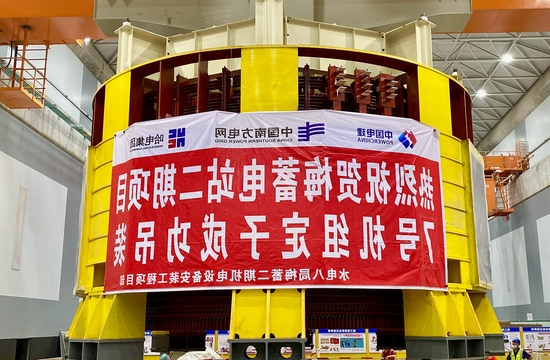 中国电建
POWERCHINA
中国南方电网
CHINA SOUTHERN POWER GRID
哈电集团
热烈祝贺梅蓄电站二期项目
7号机组定子成功吊装
水电八局梅蓄二期机电设备安装工程项目部